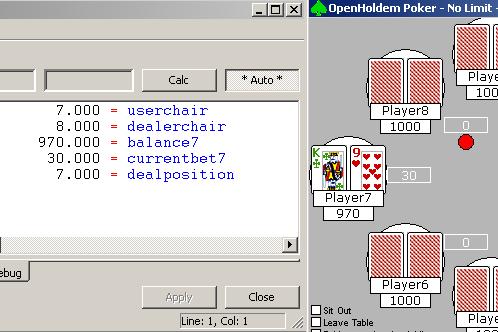 OpenHoldem Poker - No Limit -
Calc
* Auto *
7.000 = userchair
8.000 = dealerchair
970.000 = balance7
30.000 = currentbet7
7.000 = dealposition
ebug
Apply
Close
Line: 1, Col: 1
Playe
100
Player8
1000
0
K
9
30
Player7
970
0
Player6
1000
Playe
100
Sit Out
Leave Table